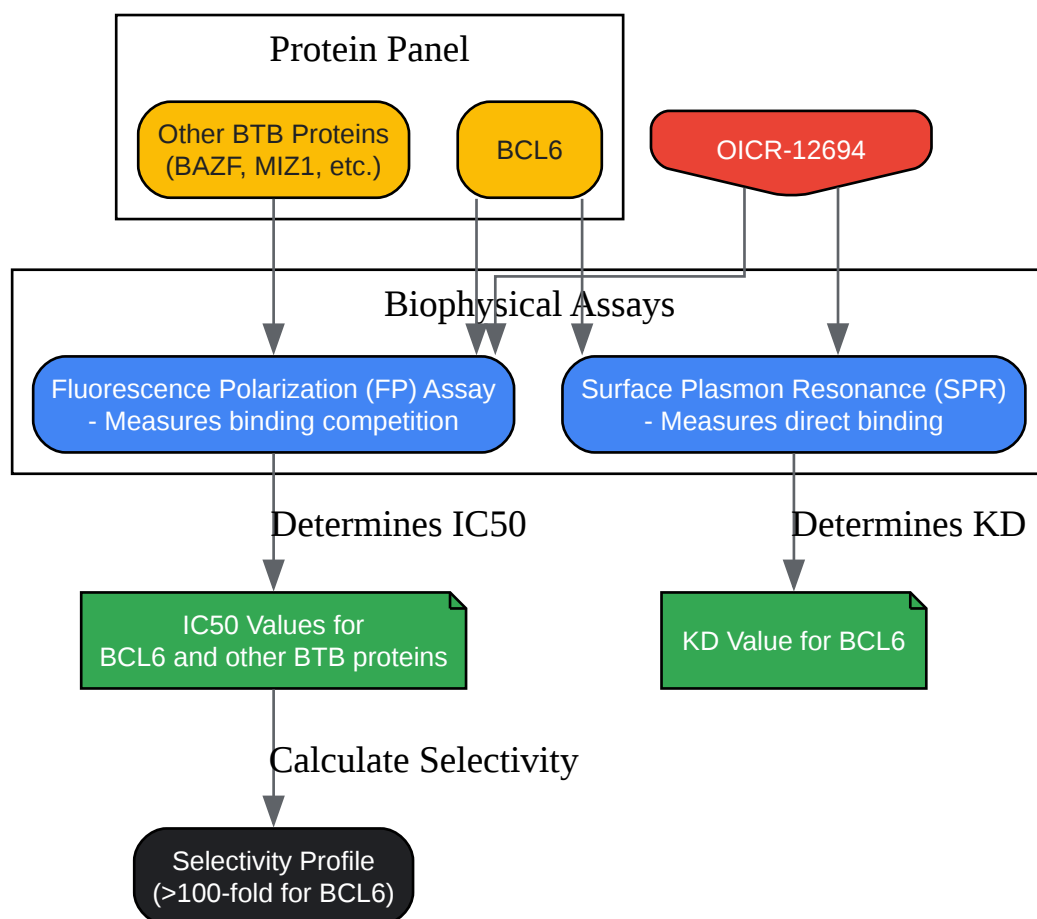 Protein Panel
Other BTB Proteins
(BAZF, MIZ1, etc.)
BCL6
OICR-12694
Biophysical Assays
Fluorescence Polarization (FP) Assay
- Measures binding competition
Surface Plasmon Resonance (SPR)
- Measures direct binding
Determines IC50
Determines KD
IC50 Values for
BCL6 and other BTB proteins
KD Value for BCL6
Calculate Selectivity
Selectivity Profile
(>100-fold for BCL6)